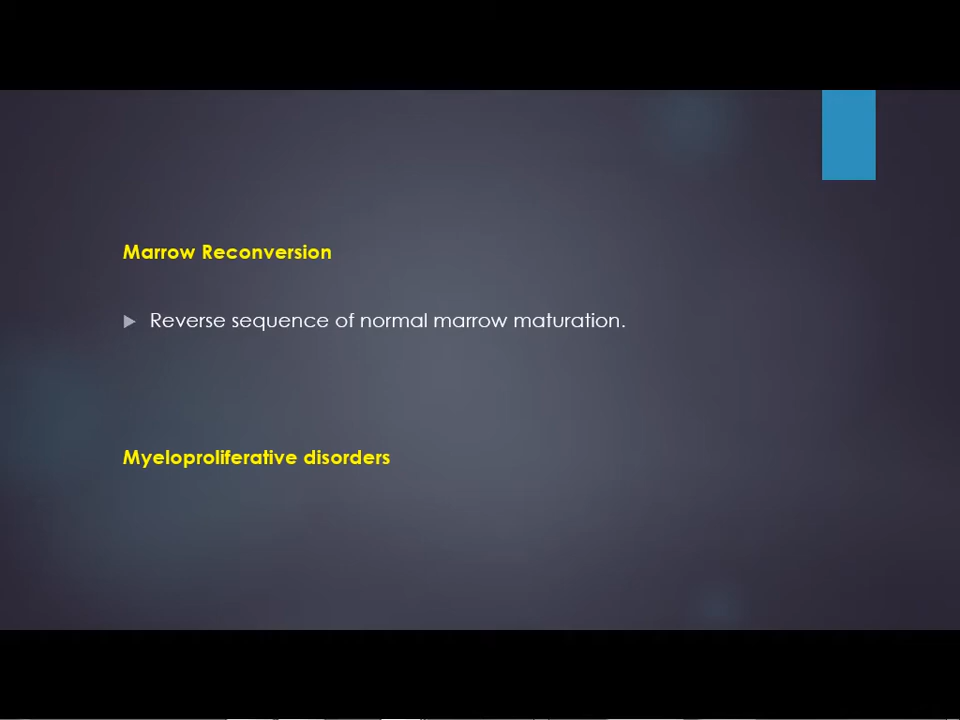 Marrow Reconversion
Reverse sequence of normal marrow maturation.
Myeloproliferative disorders